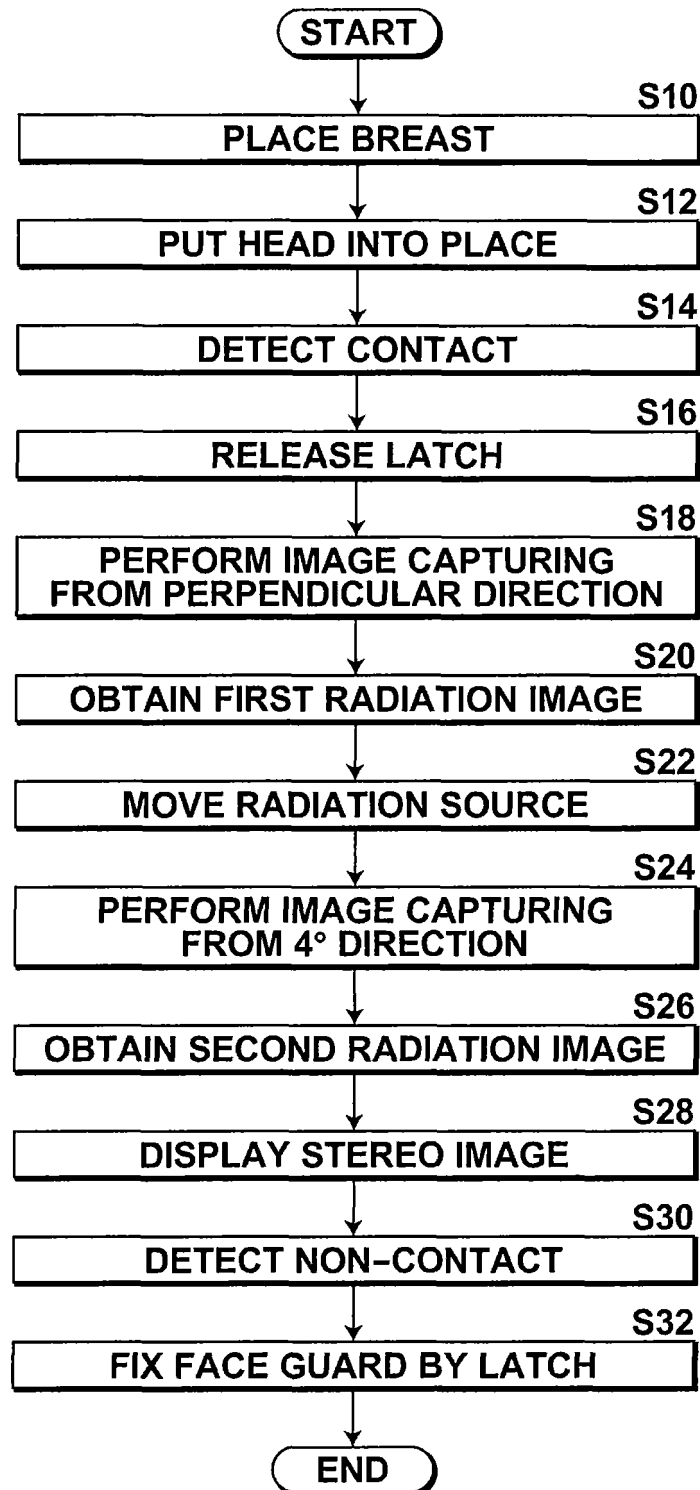 START
S10
PLACE BREAST
S12
PUT HEAD INTO PLACE
S14
DETECT CONTACT
S16
RELEASE LATCH
S18
PERFORM IMAGE CAPTURING
FROM PERPENDICULAR DIRECTION
S20
OBTAIN FIRST RADIATION IMAGE
S22
MOVE RADIATION SOURCE
S24
PERFORM IMAGE CAPTURING
FROM 4° DIRECTION
S26
OBTAIN SECOND RADIATION IMAGE
S28
DISPLAY STEREO IMAGE
S30
DETECT NON-CONTACT
S32
FIX FACE GUARD BY LATCH
END